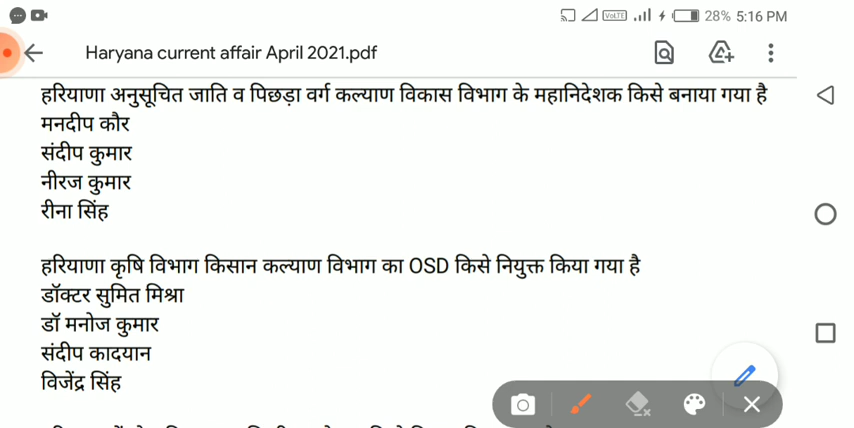 VoLTE 28% 5:16 PM
Haryana current affair April 2021.pdf
हरियाणा अनुसूचित जाति व पिछड़ा वर्ग कल्याण विकास विभाग के महानिदेशक किसे बनाया गया है
मनदीप कौर
संदीप कुमार
नीरज कुमार
रीना सिंह
हरियाणा कृषि विभाग किसान कल्याण विभाग का OSD किसे नियुक्त किया गया है
डॉक्टर सुमित मिश्रा
डॉ मनोज कुमार
संदीप कादयान
विजेंद्र सिंह